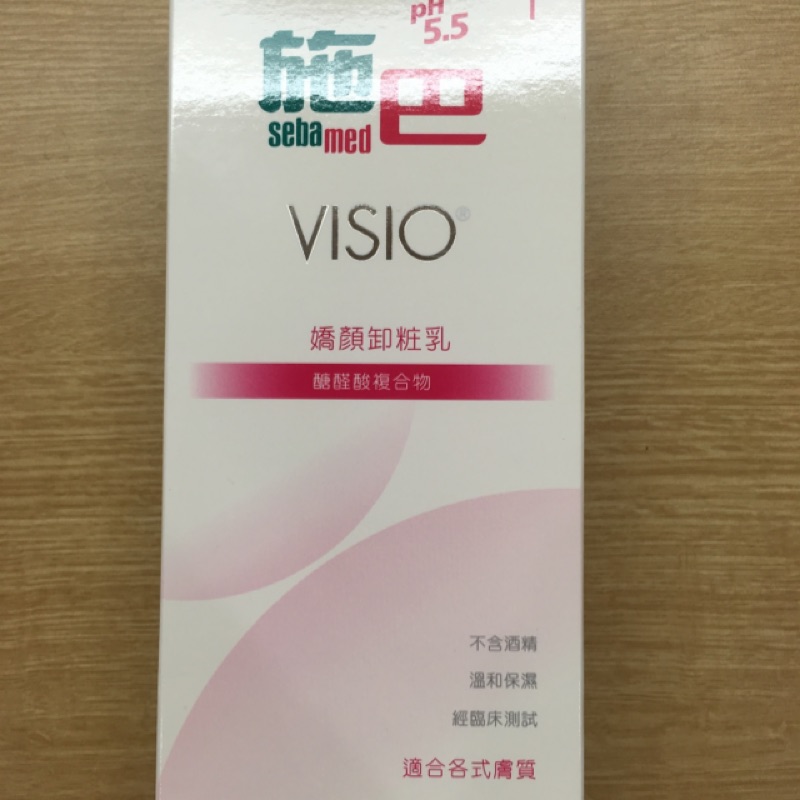 pH
5.5
施巴
sebamed
VISIO®
嬌顏卸粧乳
醣醛酸複合物
不含酒精
溫和保濕
經臨床測試
適合各式膚質